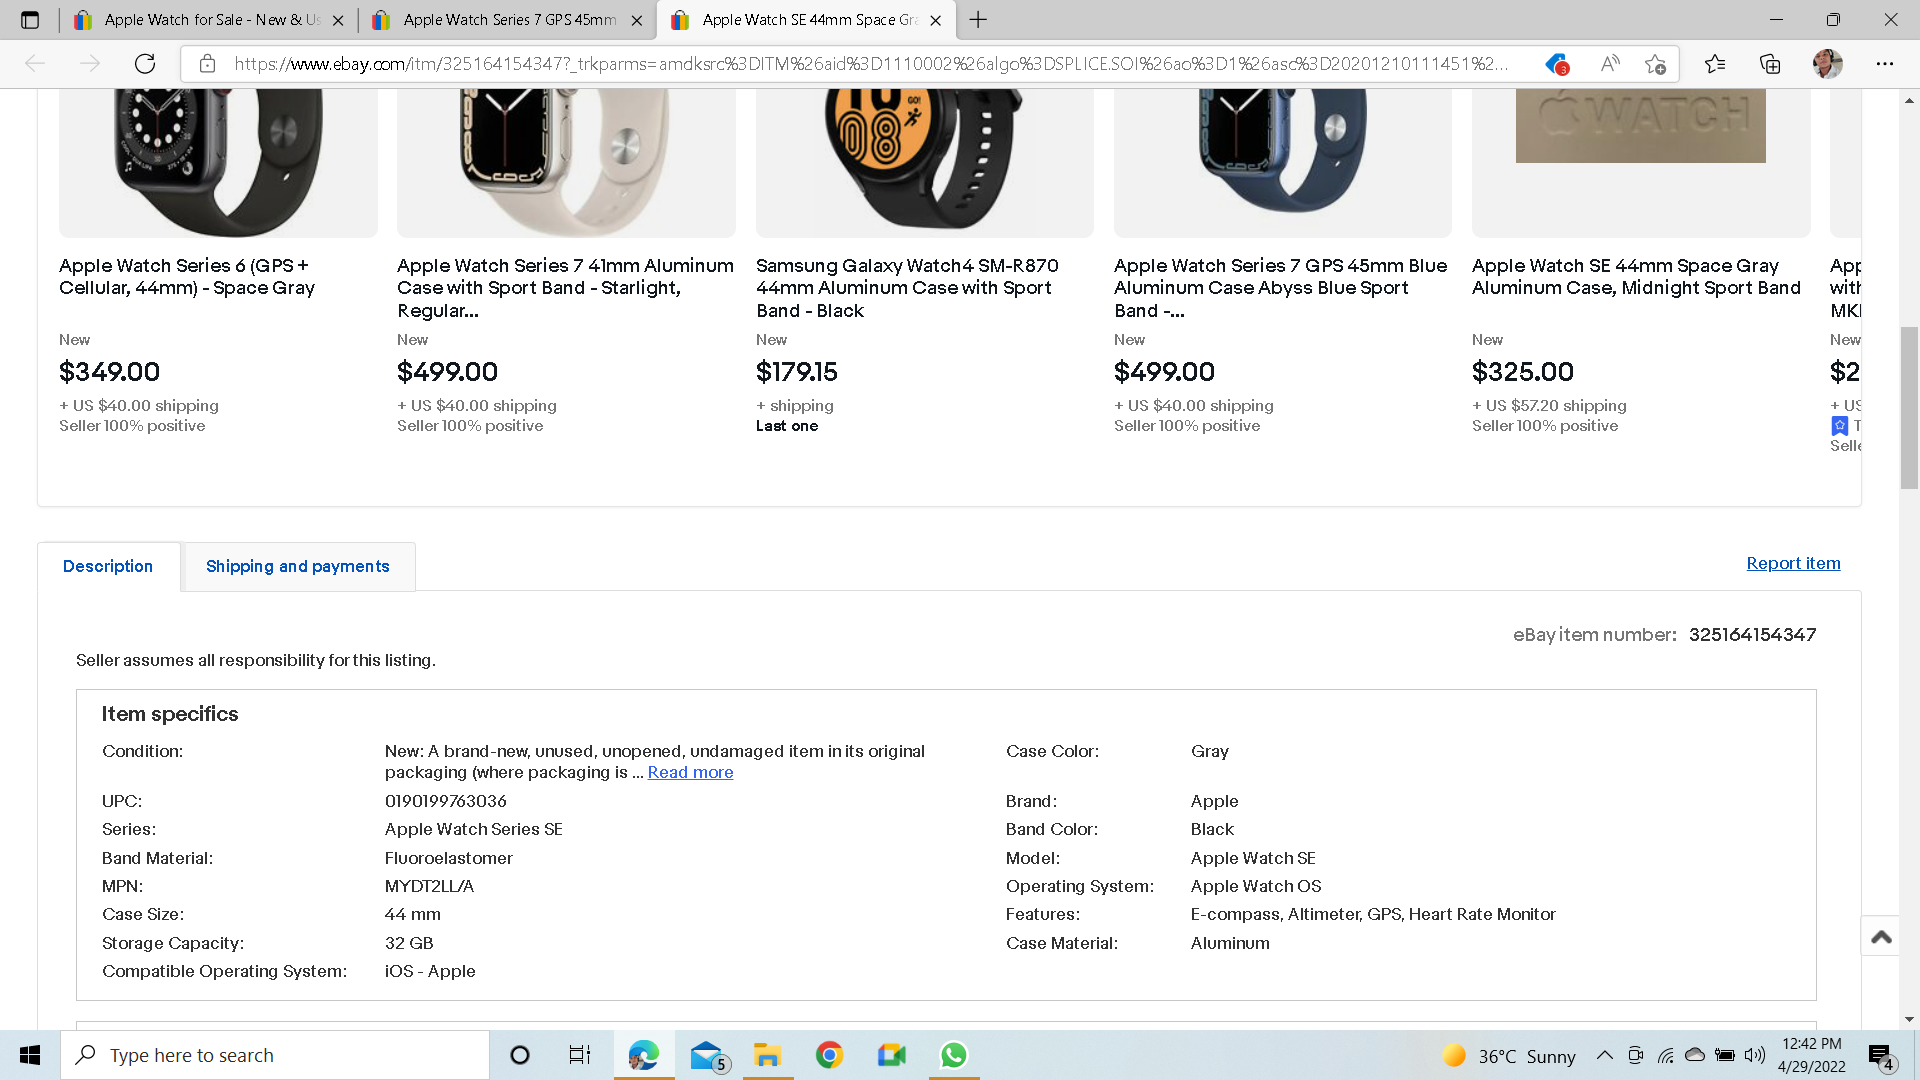 Apple Watch for Sale - New & Us
Apple Watch Series 7 GPS 45mm
Apple Watch SE 44mm Space Gra
https://www.ebay.com/itm/325164154347?_trkparms=amdksrc%3DITM%26aid%3D1110002%26algo%3DSPLICE.SOI%26ao%3D1%26asc%3D20201210111451%2...
3
GO!
08
WATCH
Apple Watch Series 6 (GPS +
Cellular, 44mm) - Space Gray
New
$349.00
+ US $40.00 shipping
Seller 100% positive
Apple Watch Series 7 41mm Aluminum
Case with Sport Band - Starlight,
Regular...
New
$499.00
+ US $40.00 shipping
Seller 100% positive
Samsung Galaxy Watch4 SM-R870
44mm Aluminum Case with Sport
Band - Black
New
$179.15
+ shipping
Last one
Apple Watch Series 7 GPS 45mm Blue
Aluminum Case Abyss Blue Sport
Band -...
New
$499.00
+ US $40.00 shipping
Seller 100% positive
Apple Watch SE 44mm Space Gray
Aluminum Case, Midnight Sport Band
New
$325.00
+ US $57.20 shipping
Seller 100% positive
App
with
MKI
New
$2
+ US
T
Selle
Description
Shipping and payments
Report item
eBay item number: 325164154347
Seller assumes all responsibility for this listing.
Item specifics
Condition: New: A brand-new, unused, unopened, undamaged item in its original
packaging (where packaging is ... Read more
Case Color: Gray
UPC: 0190199763036
Brand: Apple
Series: Apple Watch Series SE
Band Color: Black
Band Material: Fluoroelastomer
Model: Apple Watch SE
MPN: MYDT2LL/A
Operating System: Apple Watch OS
Case Size: 44 mm
Features: E-compass, Altimeter, GPS, Heart Rate Monitor
Storage Capacity: 32 GB
Case Material: Aluminum
Compatible Operating System: iOS - Apple
Type here to search
5
36°C Sunny
12:42 PM
4/29/2022
4